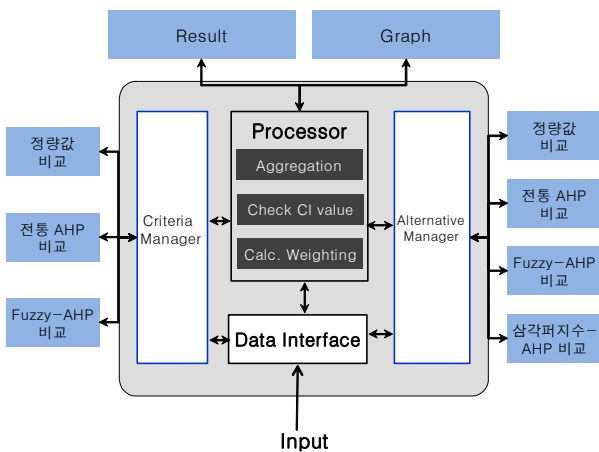 Result
Graph
정량값
비교
전통 AHP
비교
Fuzzy-AHP
비교
Criteria
Manager
Processor
Aggregation
Check CI value
Calc. Weighting
Data Interface
Alternative
Manager
정량값
비교
전통 AHP
비교
Fuzzy-AHP
비교
삼각퍼지수-
AHP 비교
Input